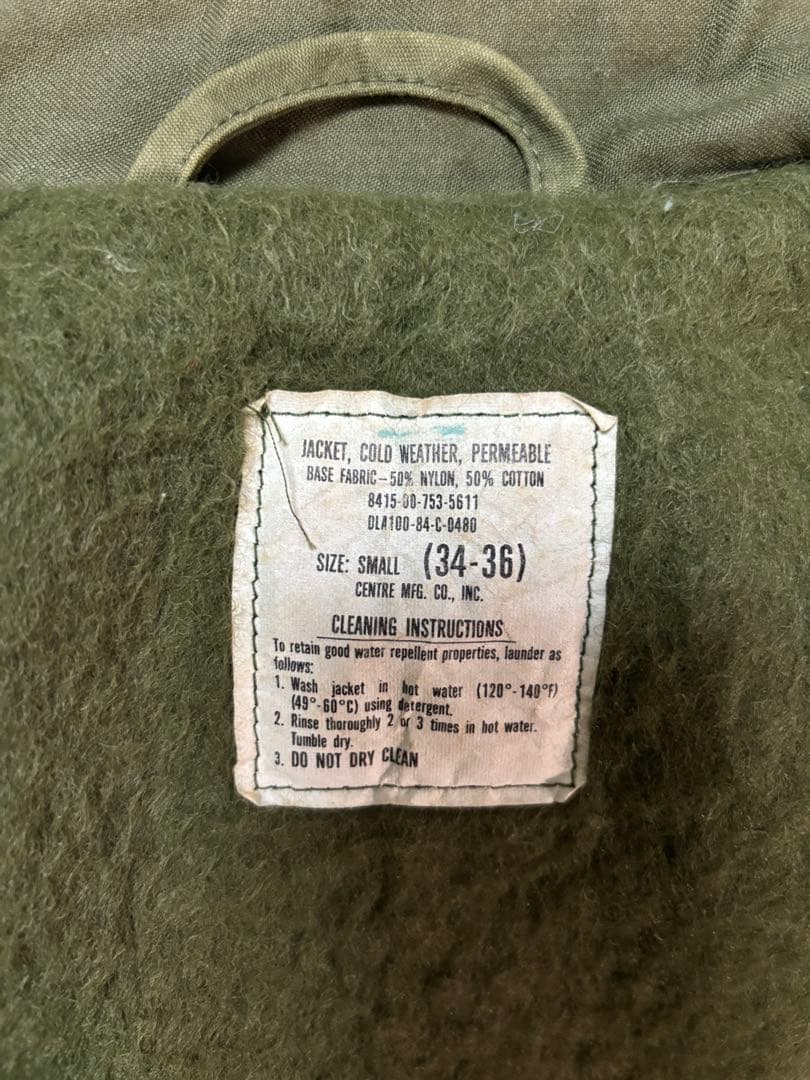 JACKET, COLD WEATHER, PERMEABLE
BASE FABRIC-50% NYLON, 50% COTTON
8415-00-753-5611
DLA100-84-C-0480
SIZE: SMALL (34-36)
CENTRE MFG. CO., INC.
CLEANING INSTRUCTIONS
To retain good water repellent properties, launder as
follows:
1. Wash jacket in hot water (120°-140°F)
(49°-60°C) using detergent.
2. Rinse thoroughly 2 or 3 times in hot water.
Tumble dry.
3. DO NOT DRY CLEAN